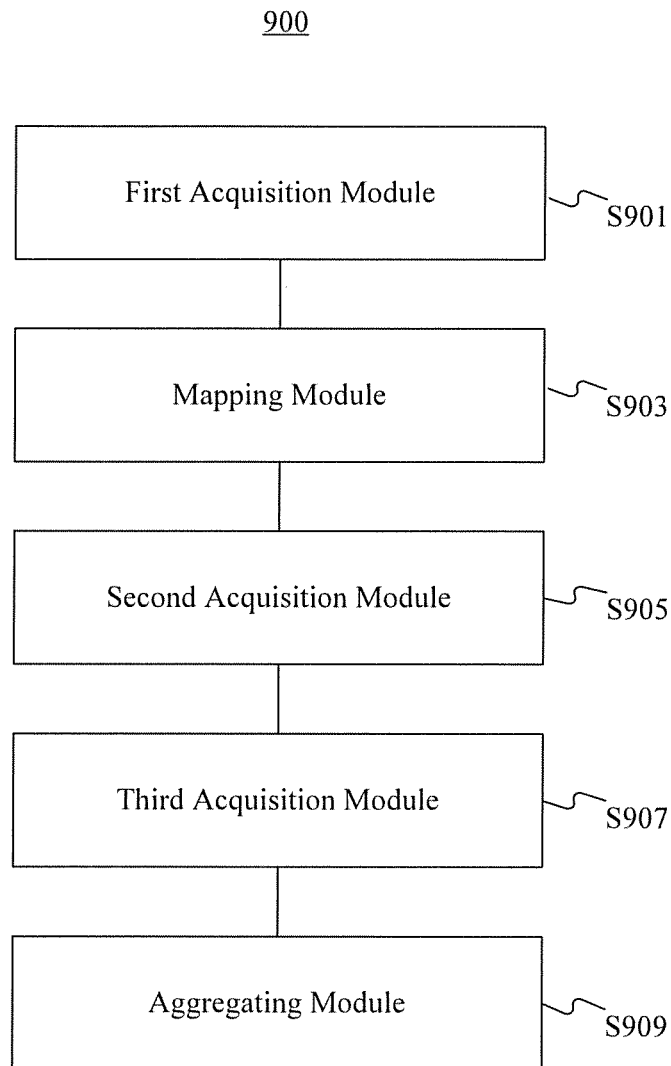 900
First Acquisition Module
S901
Mapping Module
S903
Second Acquisition Module
S905
Third Acquisition Module
S907
Aggregating Module
S909